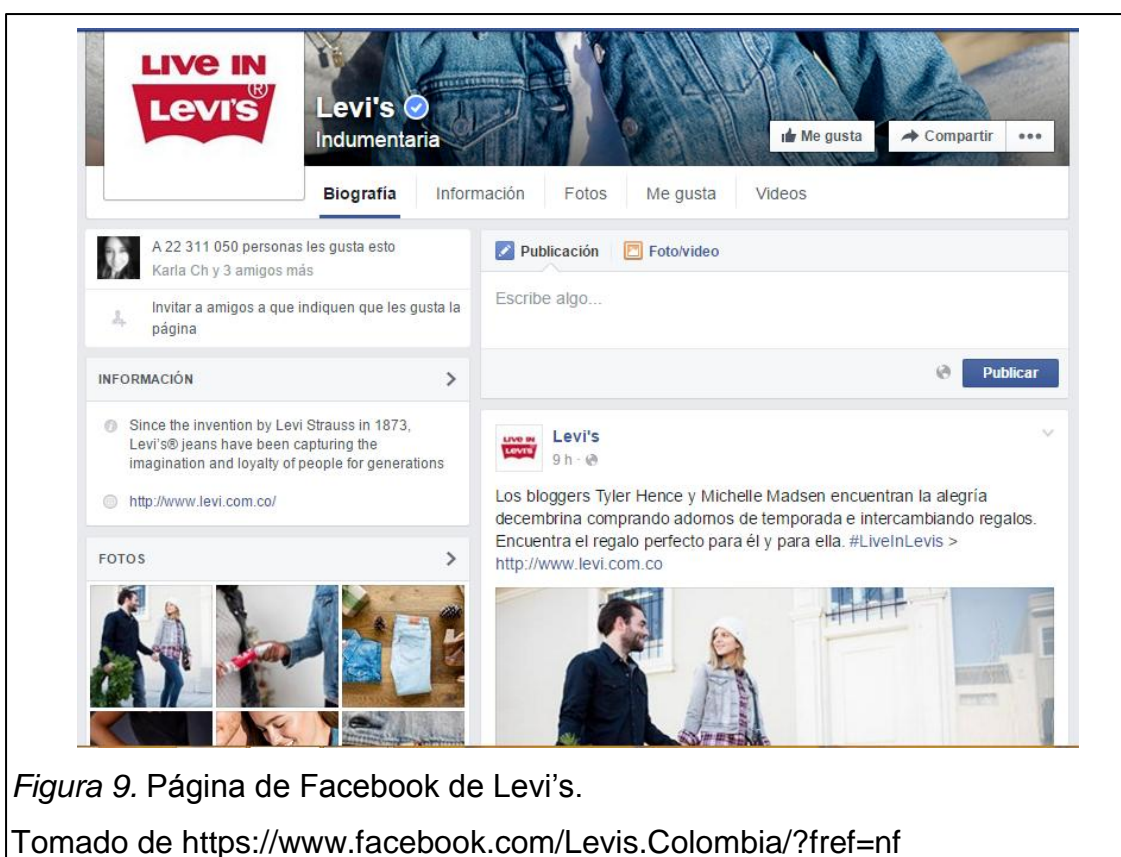 LIVE IN
LEVI'S®
Levi's
Indumentaria
Me gusta
Compartir
Biografía
Información
Fotos
Me gusta
Videos
A 22 311 050 personas les gusta esto
Karla Ch y 3 amigos más
Invitar a amigos a que indiquen que les gusta la
página
INFORMACIÓN
Since the invention by Levi Strauss in 1873,
Levi's® jeans have been capturing the
imagination and loyalty of people for generations
http://www.levi.com.co/
FOTOS
Publicación
Foto/video
Escribe algo...
Publicar
LIVE IN
LEVI'S
Levi's
9 h ·
Los bloggers Tyler Hence y Michelle Madsen encuentran la alegría
decembrina comprando adornos de temporada e intercambiando regalos.
Encuentra el regalo perfecto para él y para ella. #LiveInLevis >
http://www.levi.com.co
Figura 9. Página de Facebook de Levi’s.
Tomado de https://www.facebook.com/Levis.Colombia/?fref=nf